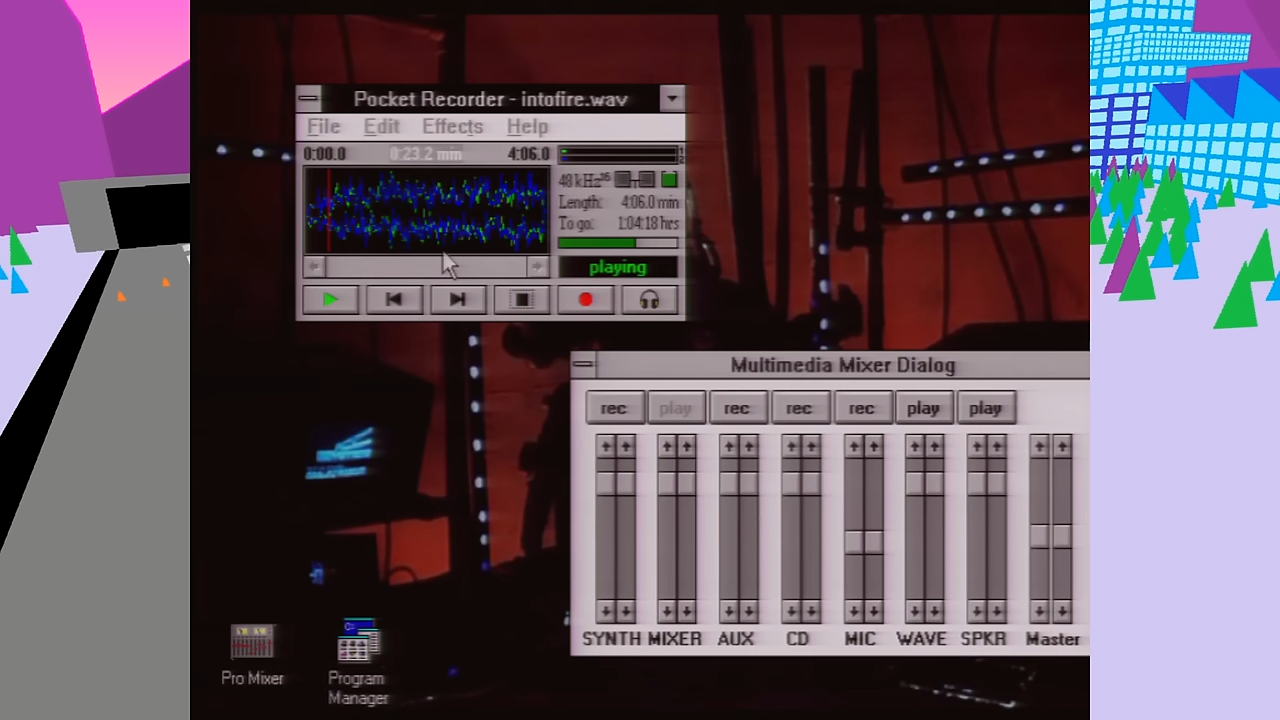 Pocket Recorder - intofire.wav
File Edit Effects Help
0:00.0 0:23.2 min 4:06.0
48 kHz 16
Length: 4:06.0 min
To go: 1:04:18 hrs
playing
Multimedia Mixer Dialog
rec play rec rec rec play play
SYNTH MIXER AUX CD MIC WAVE SPKR Master
Pro Mixer
Program
Manager